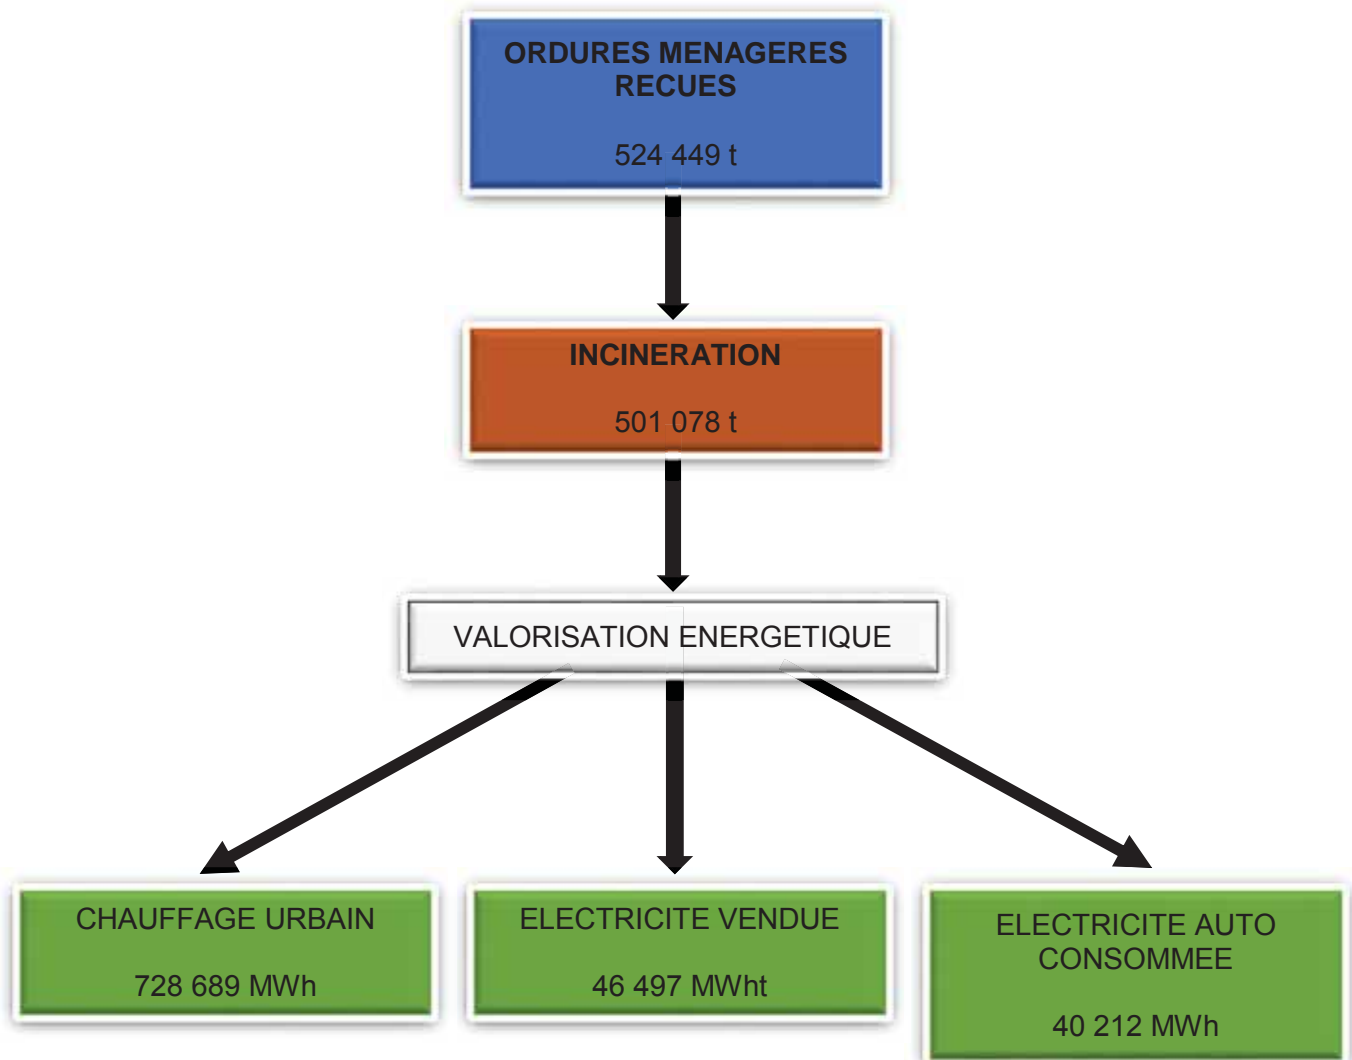 ORDURES MENAGERES
RECUES
524 449 t
INCINERATION
501 078 t
VALORISATION ENERGETIQUE
CHAUFFAGE URBAIN
728 689 MWh
ELECTRICITE VENDUE
46 497 MWht
ELECTRICITE AUTO
CONSOMMEE
40 212 MWh